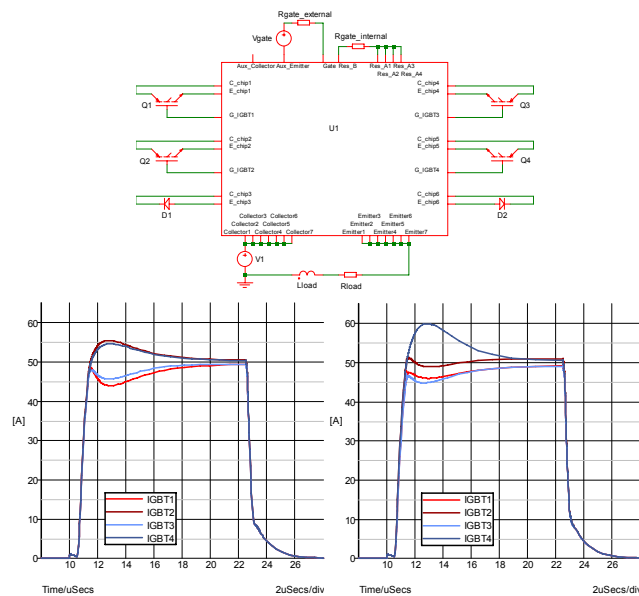 Rgate_external
Vgate
Rgate_internal
Aux_Collector Aux_Emitter Gate Res_B Res_A1 Res_A3
Res_A2 Res_A4
C_chip1
E_chip1
Q1
G_IGBT1
C_chip2
E_chip2
Q2
G_IGBT2
C_chip3
E_chip3
D1
U1
C_chip4
E_chip4
Q3
G_IGBT3
C_chip5
E_chip5
Q4
G_IGBT4
C_chip6
E_chip6
D2
Collector3 Collector6
Collector2 Collector5
Collector1 Collector4 Collector7
Emitter3 Emitter6
Emitter2 Emitter5
Emitter1 Emitter4 Emitter7
V1
Lload
Rload
60
50
[A]
40
30
20
10
0
IGBT1
IGBT2
IGBT3
IGBT4
8 10 12 14 16 18 20 22 24 26
Time/uSecs
2uSecs/div
60
50
[A]
40
30
20
10
0
IGBT1
IGBT2
IGBT3
IGBT4
8 10 12 14 16 18 20 22 24 26
Time/uSecs
2uSecs/div